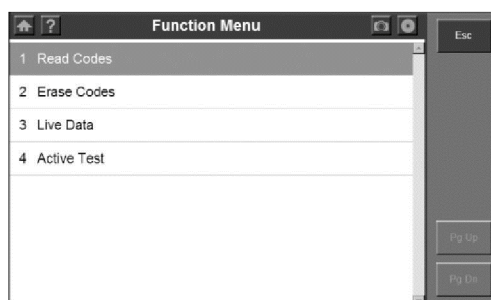 ?
Function Menu
Esc
1 Read Codes
2 Erase Codes
3 Live Data
4 Active Test
Pg Up
Pg Dn